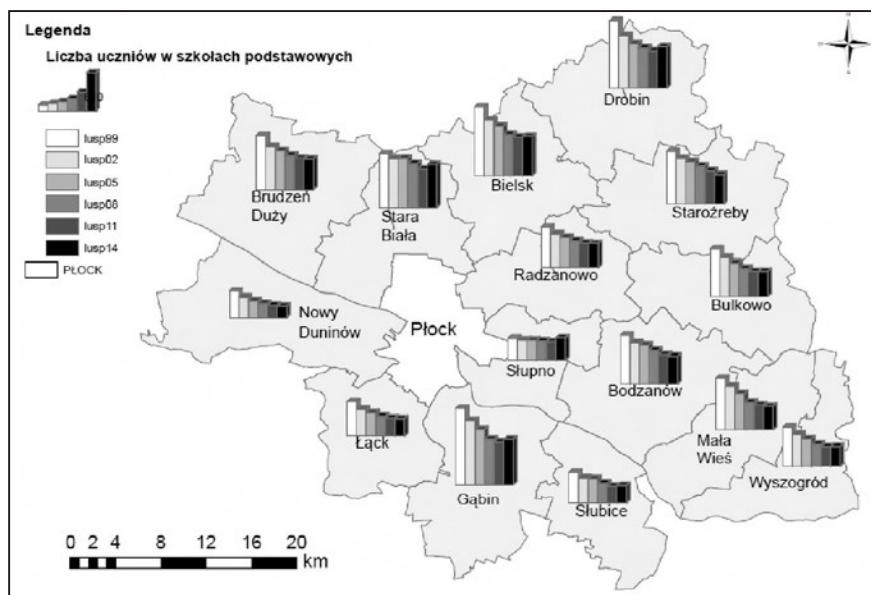 Legenda
Liczba uczniów w szkołach podstawowych
lusp99
lusp02
lusp05
lusp08
lusp11
lusp14
PŁOCK
Drobin
Bielsk
Brudzeń
Duży
Stara
Biała
Staroźreby
Radzanowo
Bulkowo
Nowy
Duninów
Płock
Słupno
Bodzanów
Łąck
Gąbin
Słubice
Mała
Wieś
Wyszogród
0 2 4 8 12 16 20
km